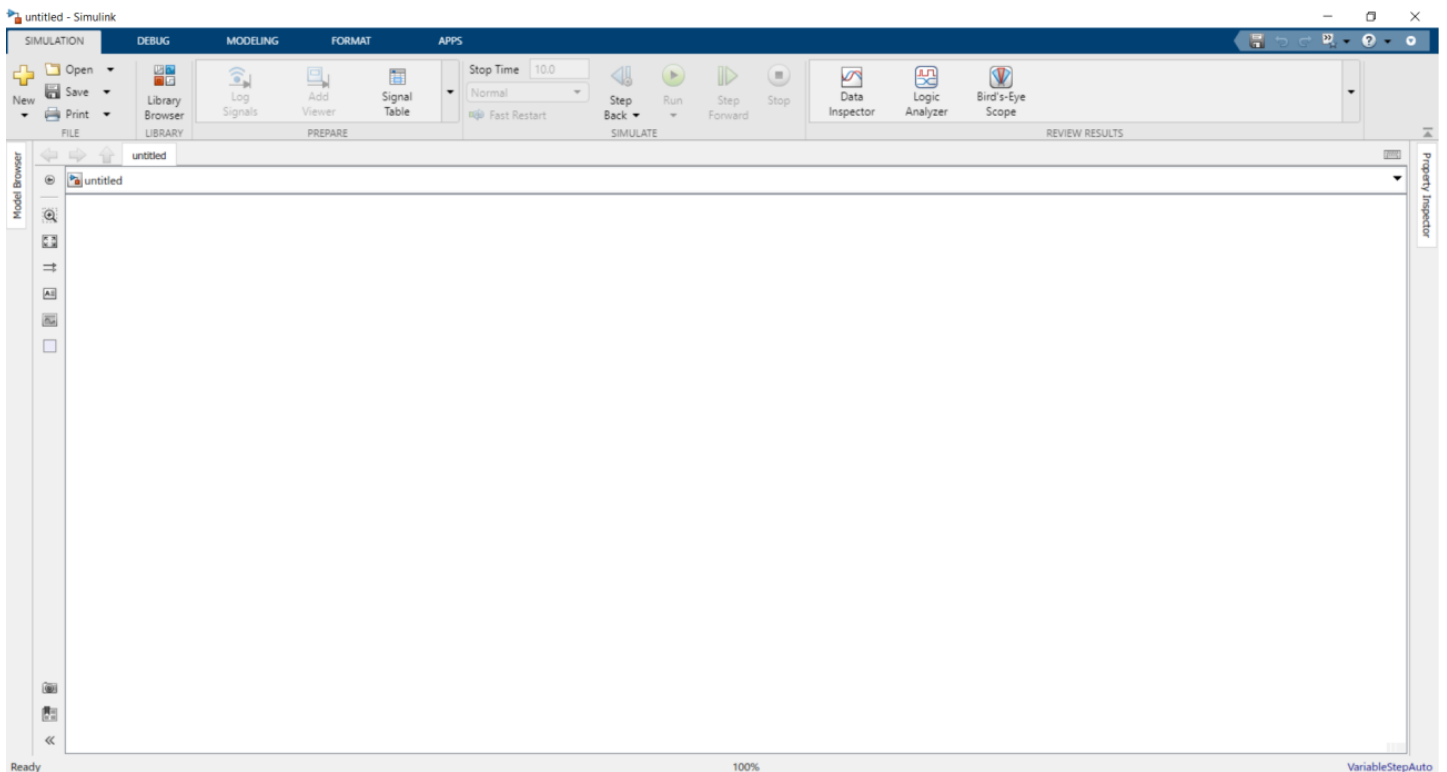 untitled - Simulink
SIMULATION DEBUG MODELING FORMAT APPS
New
Open
Save
Print
FILE
Library
Browser
LIBRARY
Log
Signals
Add
Viewer
Signal
Table
PREPARE
Stop Time 10.0
Normal
Fast Restart
Step
Back
Run
Step
Forward
Stop
SIMULATE
Data
Inspector
Logic
Analyzer
Bird's-Eye
Scope
REVIEW RESULTS
Model Browser
untitled
untitled
Property Inspector
Ready 100% VariableStepAuto